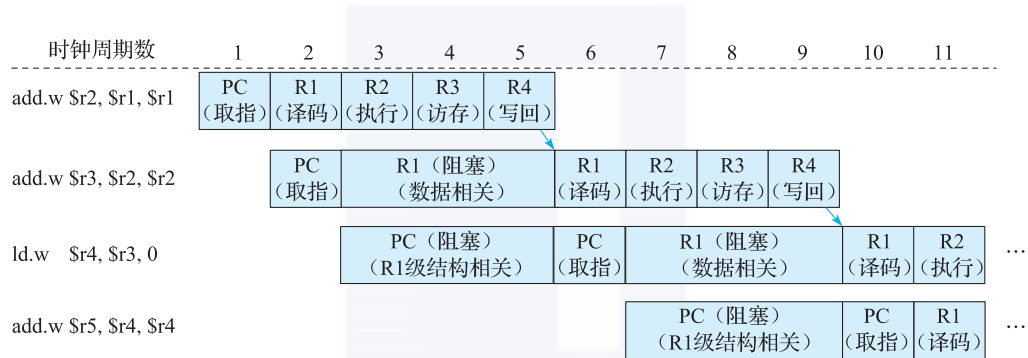 时钟周期数 1 2 3 4 5 6 7 8 9 10 11
add.w $r2, $r1, $r1 PC (取指) R1 (译码) R2 (执行) R3 (访存) R4 (写回)
add.w $r3, $r2, $r2 PC (取指) R1（阻塞） (数据相关) R1 (译码) R2 (执行) R3 (访存) R4 (写回)
ld.w $r4, $r3, 0 PC（阻塞） (R1级结构相关) PC (取指) R1（阻塞） (数据相关) R1 (译码) R2 (执行) ···
add.w $r5, $r4, $r4 PC（阻塞） (R1级结构相关) PC (取指) R1 (译码) ···